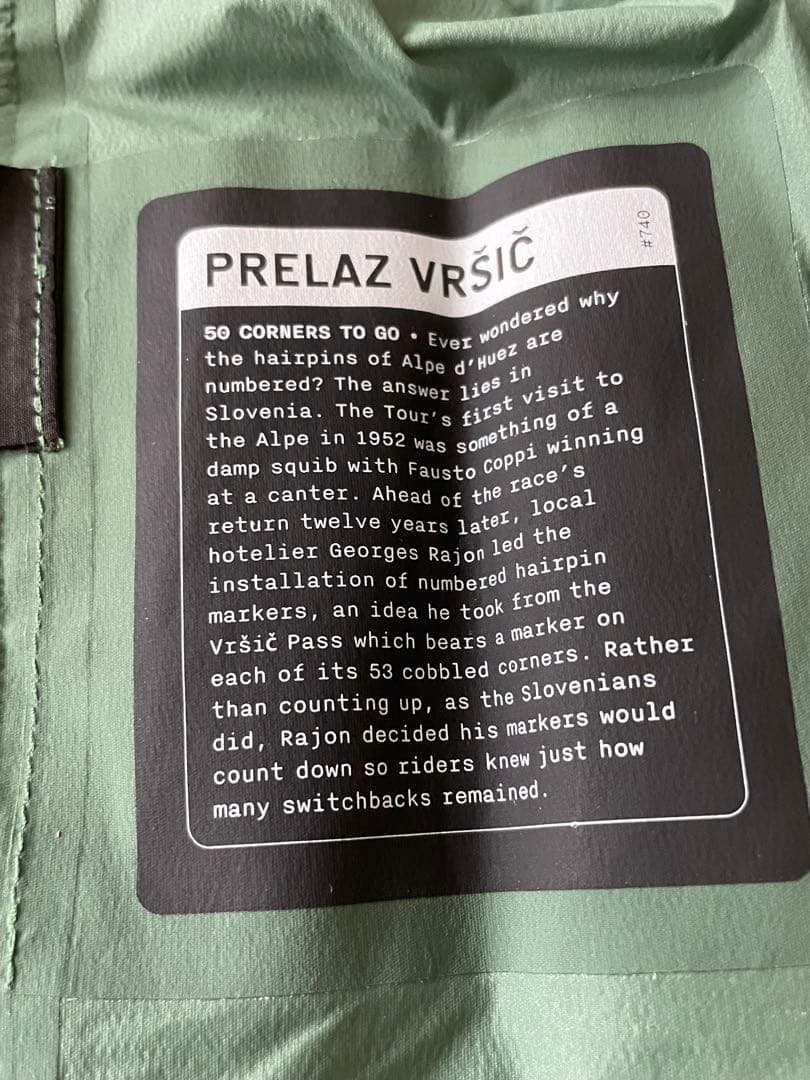 PRELAZ VRŠIČ
#740
50 CORNERS TO GO • Ever wondered why
the hairpins of Alpe d'Huez are
numbered? The answer lies in
Slovenia. The Tour's first visit to
the Alpe in 1952 was something of a
damp squib with Fausto Coppi winning
at a canter. Ahead of the race's
return twelve years later, local
hotelier Georges Rajon led the
installation of numbered hairpin
markers, an idea he took from the
Vršič Pass which bears a marker on
each of its 53 cobbled corners. Rather
than counting up, as the Slovenians
did, Rajon decided his markers would
count down so riders knew just how
many switchbacks remained.